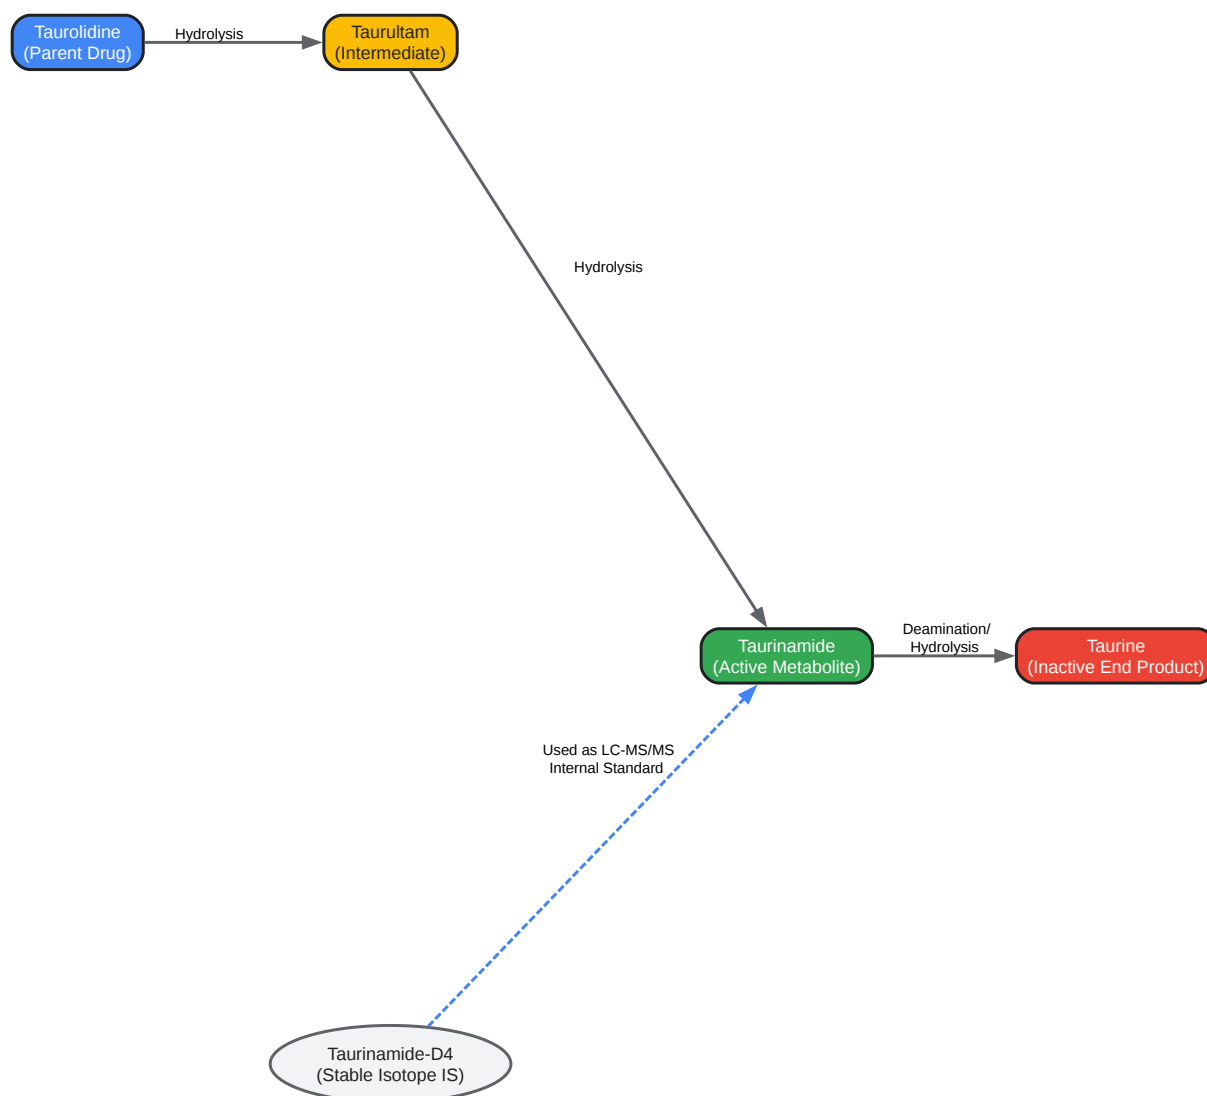 Taurolidine
(Parent Drug)
Hydrolysis
Taurultam
(Intermediate)
Hydrolysis
Taurinamide
(Active Metabolite)
Deamination/
Hydrolysis
Taurine
(Inactive End Product)
Used as LC-MS/MS
Internal Standard
Taurinamide-D4
(Stable Isotope IS)